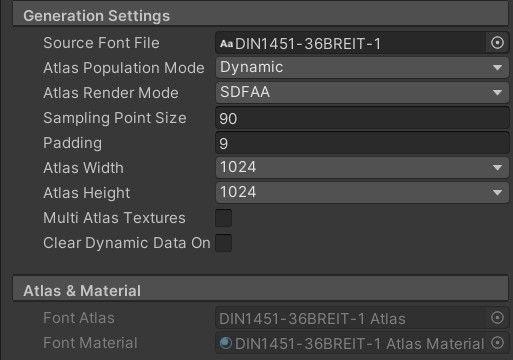 Generation Settings
Source Font File Aa DIN1451-36BREIT-1
Atlas Population Mode Dynamic
Atlas Render Mode SDFAA
Sampling Point Size 90
Padding 9
Atlas Width 1024
Atlas Height 1024
Multi Atlas Textures
Clear Dynamic Data On
Atlas & Material
Font Atlas DIN1451-36BREIT-1 Atlas
Font Material DIN1451-36BREIT-1 Atlas Material